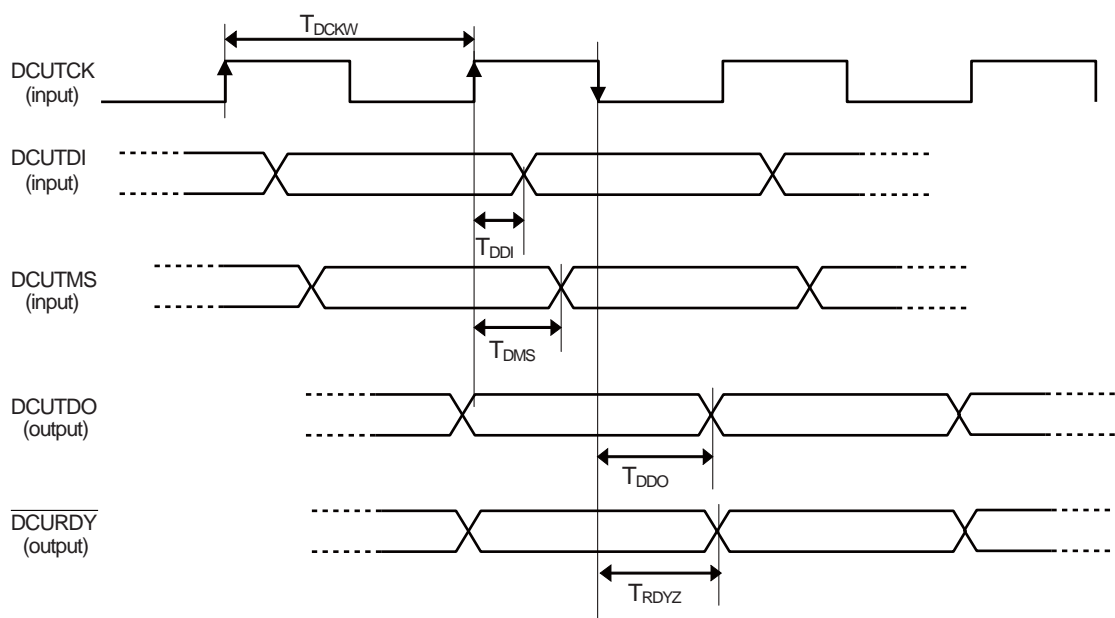 TDCKW
DCUTCK
(input)
DCUTDI
(input)
TDDI
DCUTMS
(input)
TDMS
DCUTDO
(output)
TDDO
DCURDY
(output)
TRDYZ